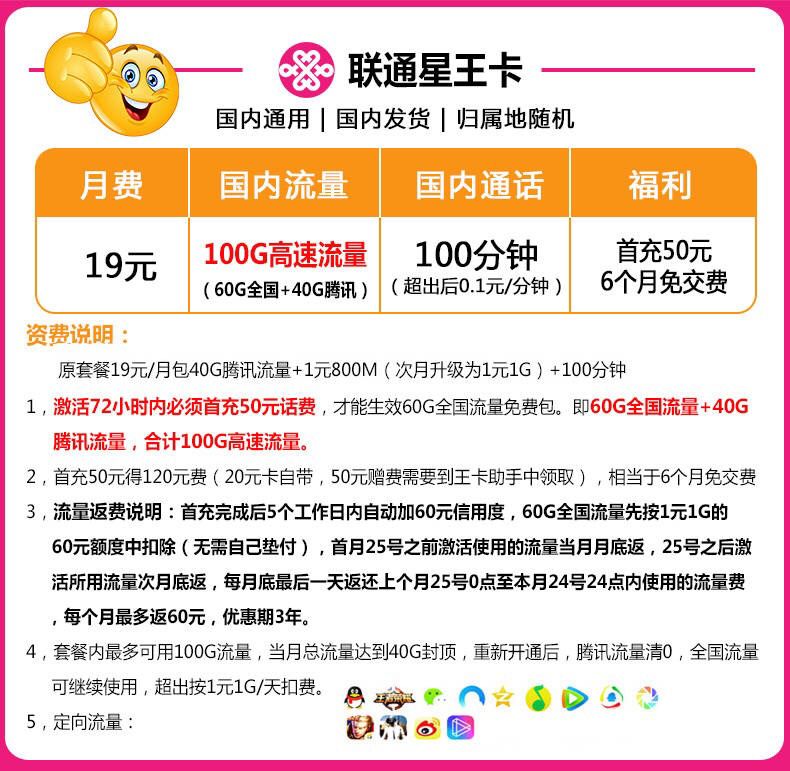 联通星王卡
国内通用 | 国内发货 | 归属地随机
月费 国内流量 国内通话 福利
19元 100G高速流量 100分钟 首充50元
（60G全国+40G腾讯） （超出后0.1元/分钟） 6个月免交费
资费说明：
原套餐19元/月包40G腾讯流量+1元800M（次月升级为1元1G）+100分钟
1，激活72小时内必须首充50元话费，才能生效60G全国流量免费包。即60G全国流量+40G
腾讯流量，合计100G高速流量。
2，首充50元得120元费（20元卡自带，50元赠费需要到王卡助手中领取），相当于6个月免交费
3，流量返费说明：首充完成后5个工作日内自动加60元信用度，60G全国流量先按1元1G的
60元额度中扣除（无需自己垫付），首月25号之前激活使用的流量当月月底返，25号之后激
活所用流量次月底返，每月底最后一天返还上个月25号0点至本月24号24点内使用的流量费
，每个月最多返60元，优惠期3年。
4，套餐内最多可用100G流量，当月总流量达到40G封顶，重新开通后，腾讯流量清0，全国流量
可继续使用，超出按1元1G/天扣费。
王者荣耀
5，定向流量：